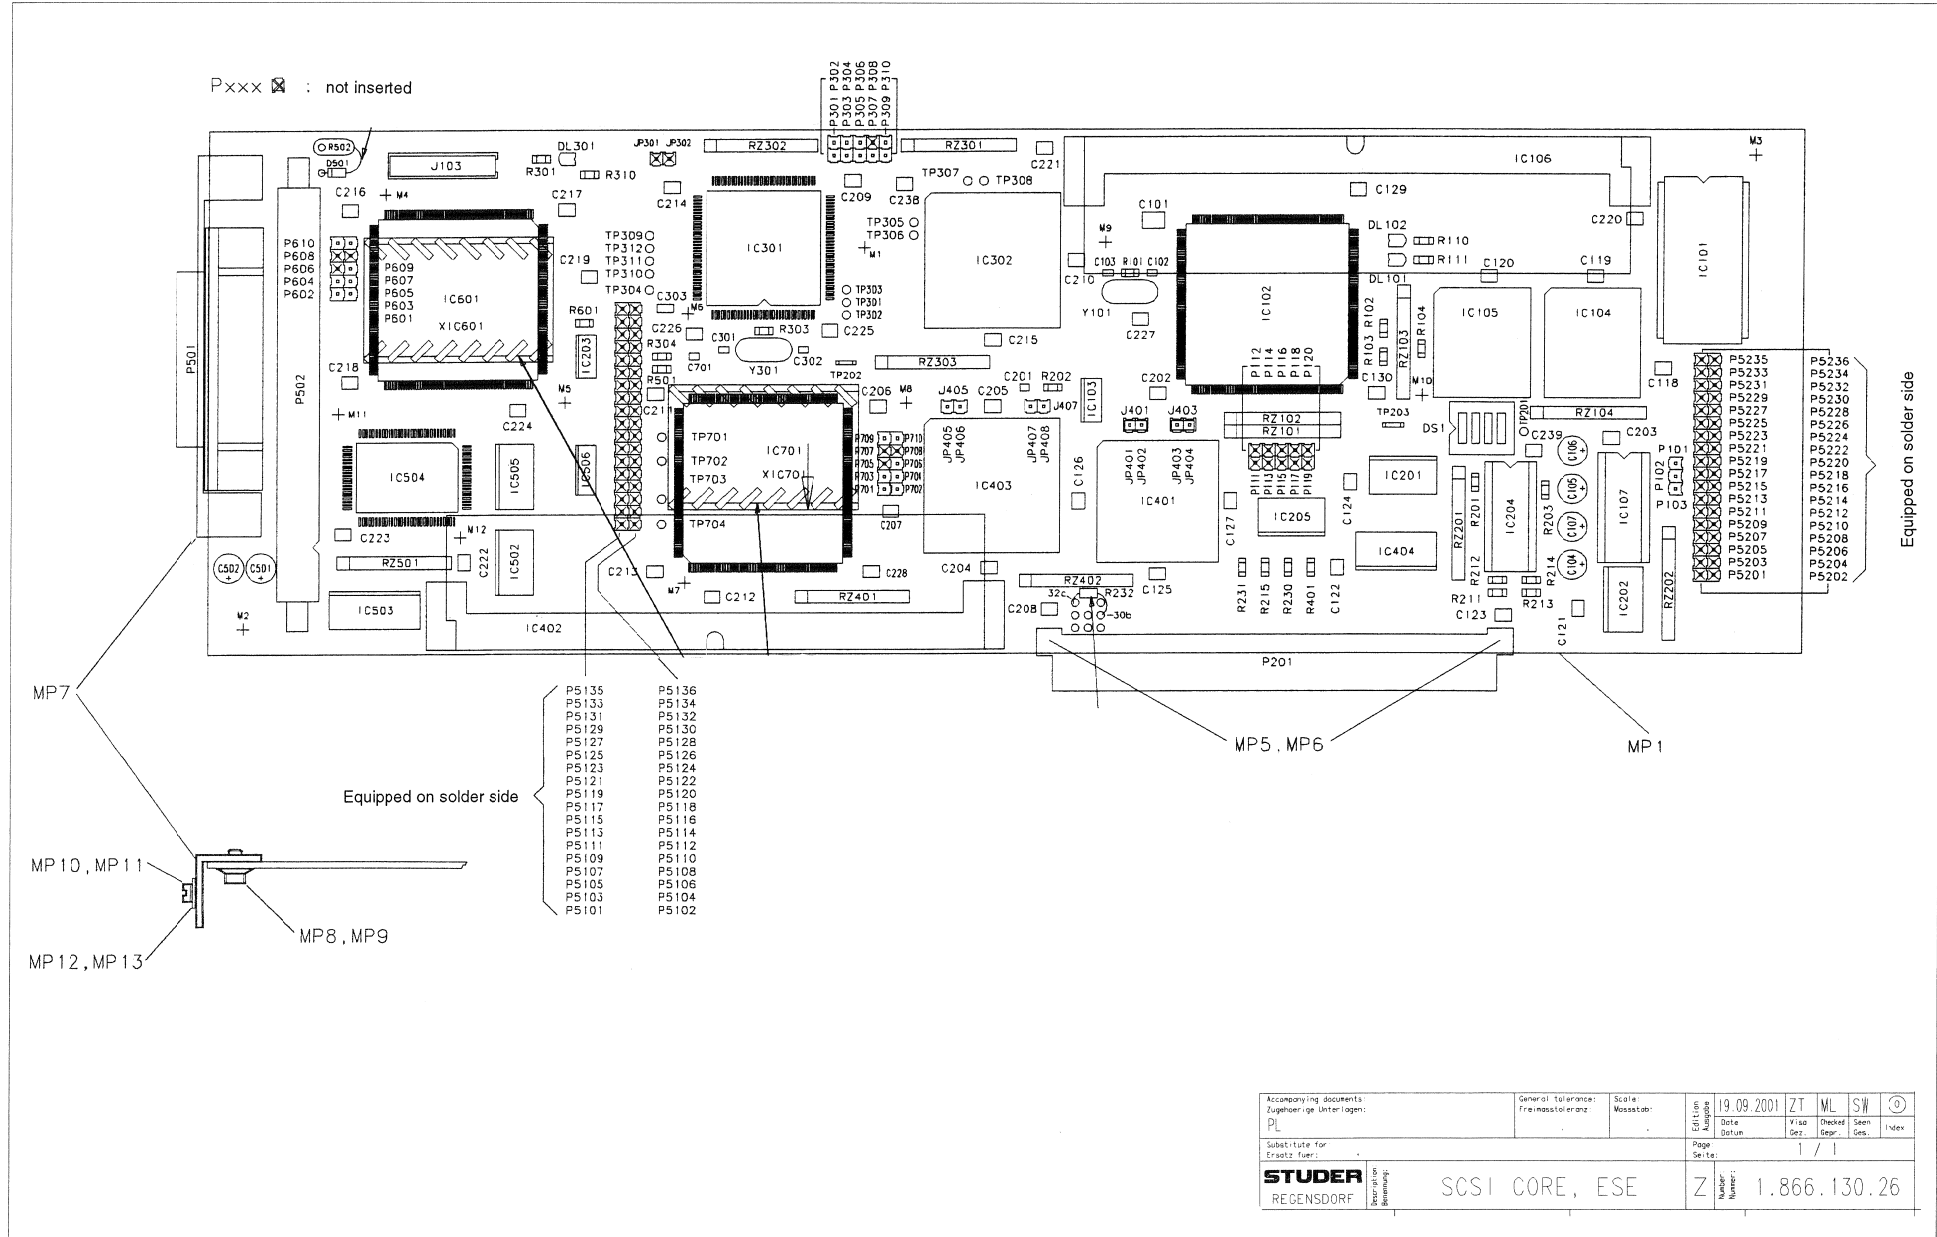 Pxxx : not inserted
P301 P302
P303 P304
P305 P306
P307 P308
P309 P310
R502
D501
J103
DL301
R301
R310
JP301 JP302
RZ302
RZ301
C221
IC106
M3
C216
M4
C217
C214
C209
C238
TP307
TP308
C101
C129
C220
TP305
TP306
M1
M9
DL102
R110
R111
DL101
P610
P608
P606
P604
P602
P609
P607
P605
P603
P601
IC601
XIC601
TP309
TP312
TP311
TP310
TP304
C219
IC301
TP303
TP301
TP302
IC302
C210
C103
R101
C102
Y101
C227
IC102
C120
C119
IC101
R601
C303
M6
C226
C301
R303
C225
C215
R102
R103
RZ103
R104
IC105
IC104
P501
P502
C218
M5
IC203
R304
R501
C701
Y301
C302
TP202
RZ303
C201
R202
IC103
C202
P112
P114
P116
P118
P120
C130
M10
C118
M11
C224
C211
C206
M8
J405
C205
J407
J401
J403
RZ102
RZ101
TP203
DS1
TP201
RZ104
C239
C203
P101
P102
P103
IC504
IC505
IC506
TP701
TP702
TP703
TP704
IC701
XIC701
P709
P707
P705
P703
P701
P710
P708
P706
P704
P702
JP405
JP406
JP407
JP408
IC403
C126
JP401
JP402
JP403
JP404
IC401
P111
P113
P115
P117
P119
C127
IC205
C124
IC201
IC404
RZ201
R201
IC204
R203
C106
C105
C107
C104
IC107
C207
C223
M12
C222
IC502
C502
C501
RZ501
C213
M7
C212
C228
RZ401
C204
RZ402
32c
R232
30b
C208
C125
R231
R215
R230
R401
C122
R212
R211
R214
R213
C123
C121
IC202
RZ202
IC503
M2
IC402
P201
P5235 P5236
P5233 P5234
P5231 P5232
P5229 P5230
P5227 P5228
P5225 P5226
P5223 P5224
P5221 P5222
P5219 P5220
P5217 P5218
P5215 P5216
P5213 P5214
P5211 P5212
P5209 P5210
P5207 P5208
P5205 P5206
P5203 P5204
P5201 P5202
Equipped on solder side
MP7
P5135 P5136
P5133 P5134
P5131 P5132
P5129 P5130
P5127 P5128
P5125 P5126
P5123 P5124
P5121 P5122
P5119 P5120
P5117 P5118
P5115 P5116
P5113 P5114
P5111 P5112
P5109 P5110
P5107 P5108
P5105 P5106
P5103 P5104
P5101 P5102
Equipped on solder side
MP5.MP6
MP1
MP10,MP11
MP8,MP9
MP12,MP13
Accompanying documents:
Zugehoerige Unterlagen:
PL
General tolerance:
Freimasstoleranz:
Scale:
Massstab:
Edition
Ausgabe
19.09.2001 ZT ML SW 0
Date
Datum
Visa
Gez.
Checked
Gepr.
Seen
Ges.
Index
Substitute for
Ersatz fuer:
Page
Seite:
1 / 1
STUDER
REGENSDORF
Description
Benennung:
SCSI CORE, ESE
Z
Number
Nummer:
1.866.130.26